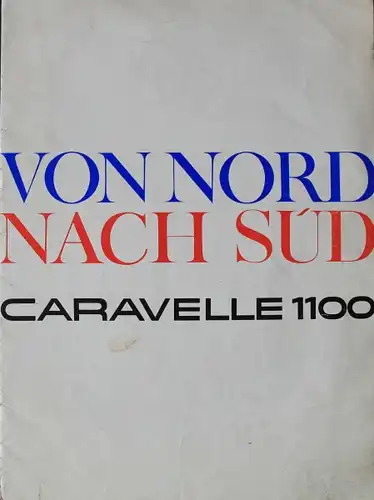 VON NORD
NACH SÚD
CARAVELLE 1100